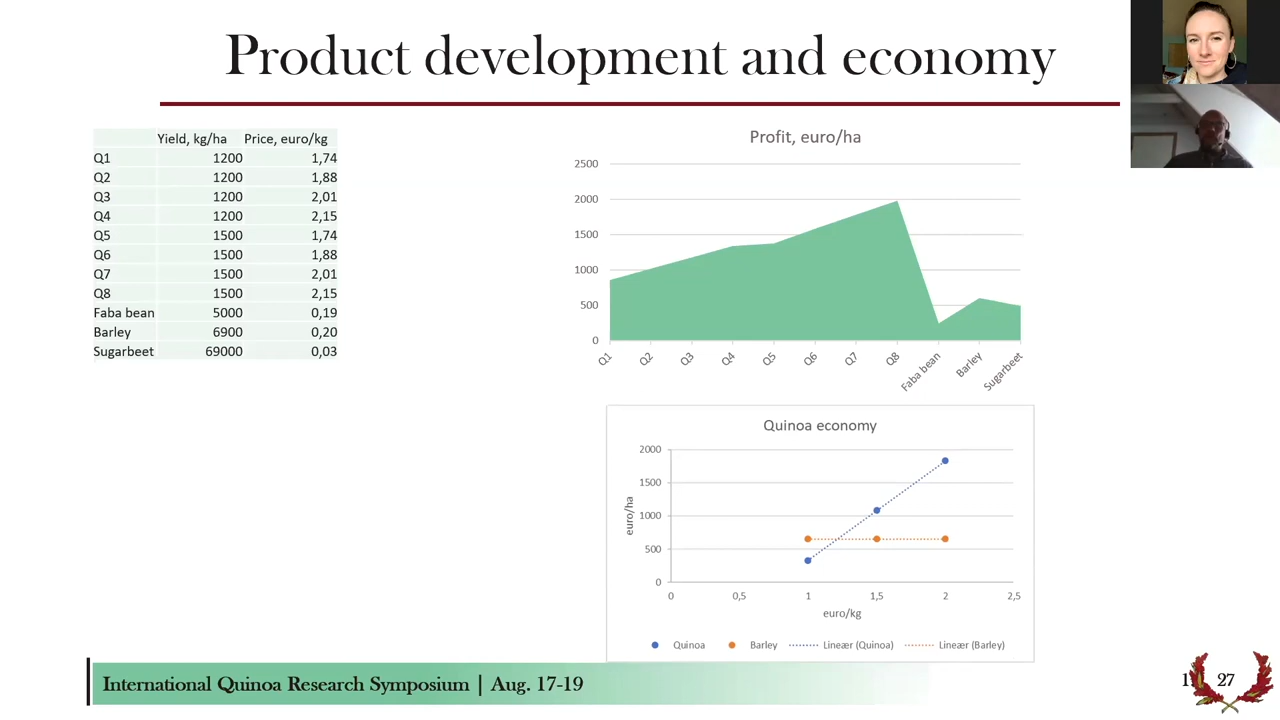 Product development and economy
Yield, kg/ha Price, euro/kg
Q1 1200 1,74
Q2 1200 1,88
Q3 1200 2,01
Q4 1200 2,15
Q5 1500 1,74
Q6 1500 1,88
Q7 1500 2,01
Q8 1500 2,15
Faba bean 5000 0,19
Barley 6900 0,20
Sugarbeet 69000 0,03
Profit, euro/ha
2500
2000
1500
1000
500
0
Q1 Q2 Q3 Q4 Q5 Q6 Q7 Q8 Faba bean Barley Sugarbeet
Quinoa economy
2000
1500
1000
500
0
euro/ha
0 0,5 1 1,5 2 2,5
euro/kg
Quinoa Barley Lineær (Quinoa) Lineær (Barley)
International Quinoa Research Symposium | Aug. 17-19
27